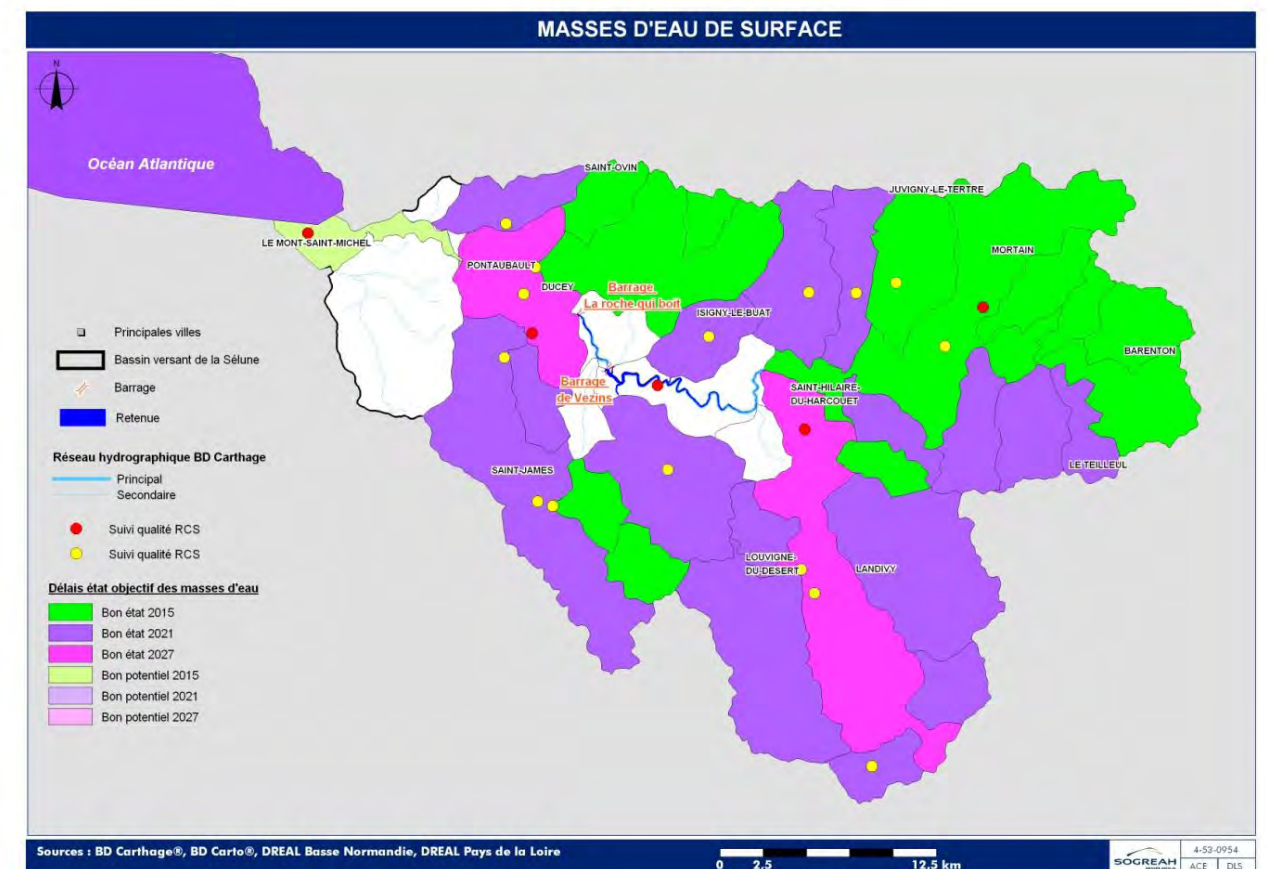 MASSES D'EAU DE SURFACE
N
Océan Atlantique
SAINT-OVIN
JUVIGNY-LE-TERTRE
LE MONT-SAINT-MICHEL
MORTAIN
PONTAUBAULT
DUCEY
Barrage
La roche qui boit
ISIGNY-LE-BUAT
BARENTON
Barrage
de Vezins
SAINT-HILAIRE-
DU-HARCOUET
SAINT-JAMES
LE TEILLEUL
LOUVIGNE-
DU-DESERT
LANDIVY
Principales villes
Bassin versant de la Sélune
Barrage
Retenue
Réseau hydrographique BD Carthage
Principal
Secondaire
Suivi qualité RCS
Suivi qualité RCS
Délais état objectif des masses d'eau
Bon état 2015
Bon état 2021
Bon état 2027
Bon potentiel 2015
Bon potentiel 2021
Bon potentiel 2027
Sources : BD Carthage®, BD Carto®, DREAL Basse Normandie, DREAL Pays de la Loire
0 2,5 12,5 km
SOGREAH
4-53-0954
ACE DLS